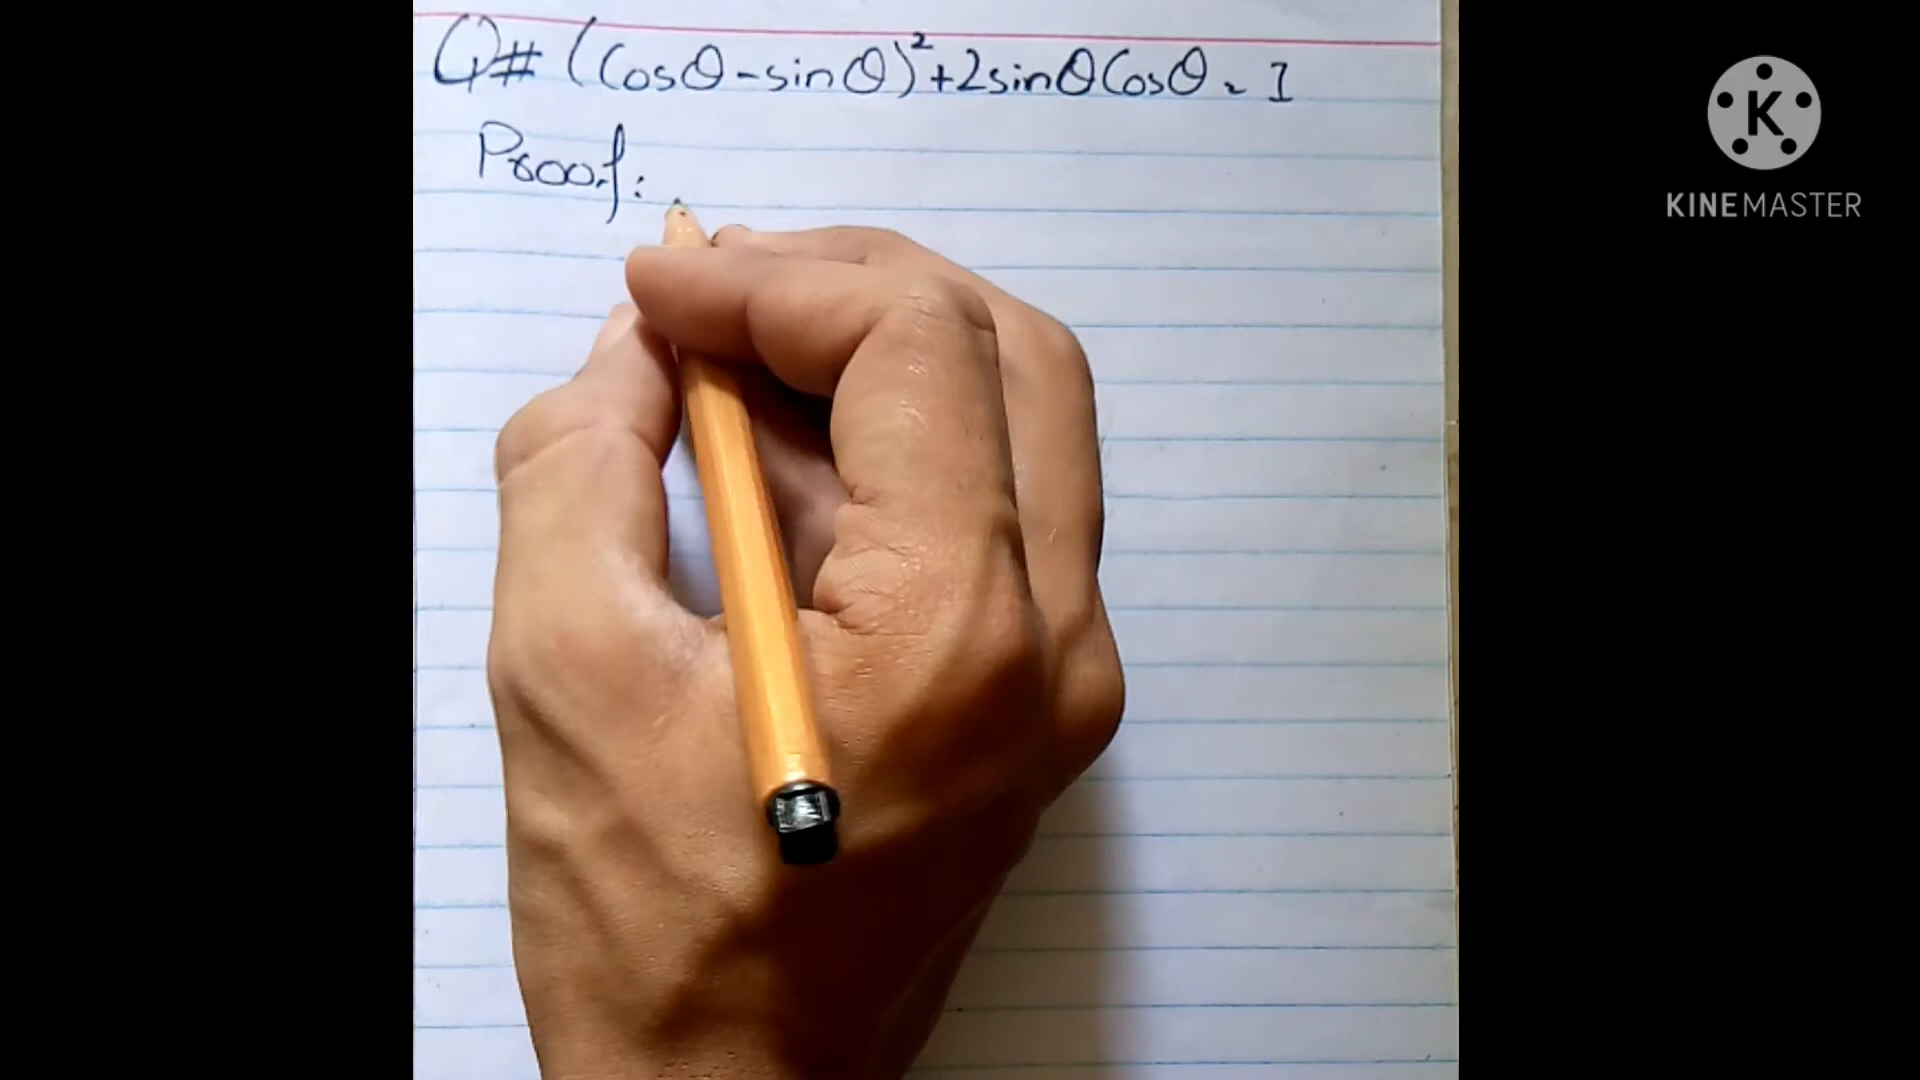 Q# (Cosθ-sinθ)²+2sinθCosθ = 1
Proof:
K
KINEMASTER